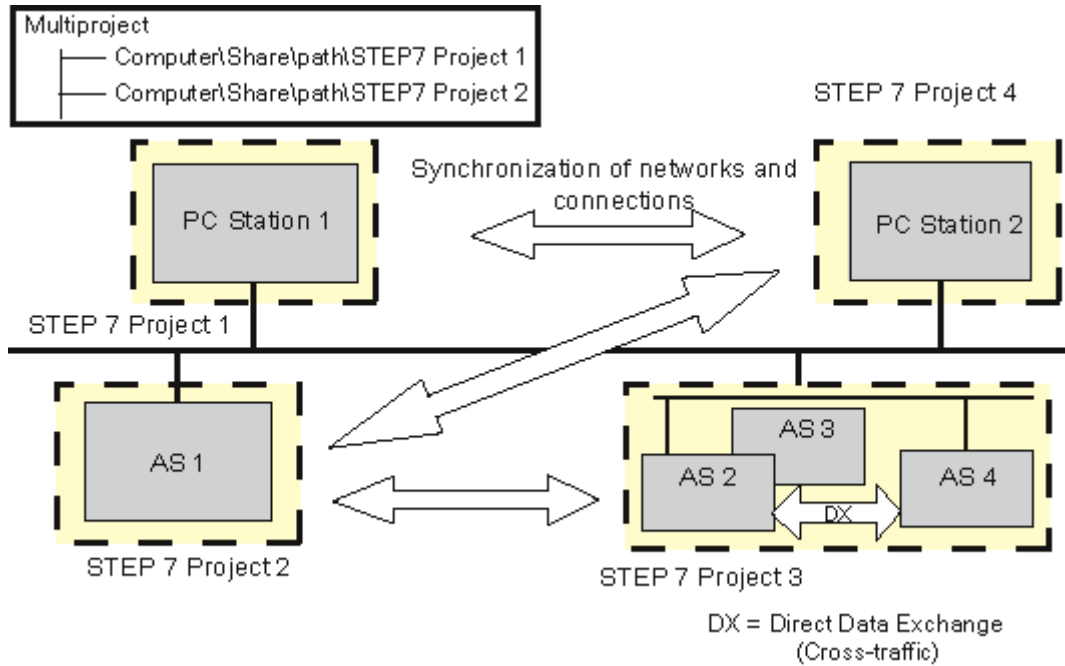 Multiproject
Computer\Share\path\STEP7 Project 1
Computer\Share\path\STEP7 Project 2
STEP 7 Project 4
Synchronization of networks and
connections
PC Station 1
PC Station 2
STEP 7 Project 1
AS 1
AS 3
AS 2
AS 4
DX
STEP 7 Project 2
STEP 7 Project 3
DX = Direct Data Exchange
(Cross-traffic)